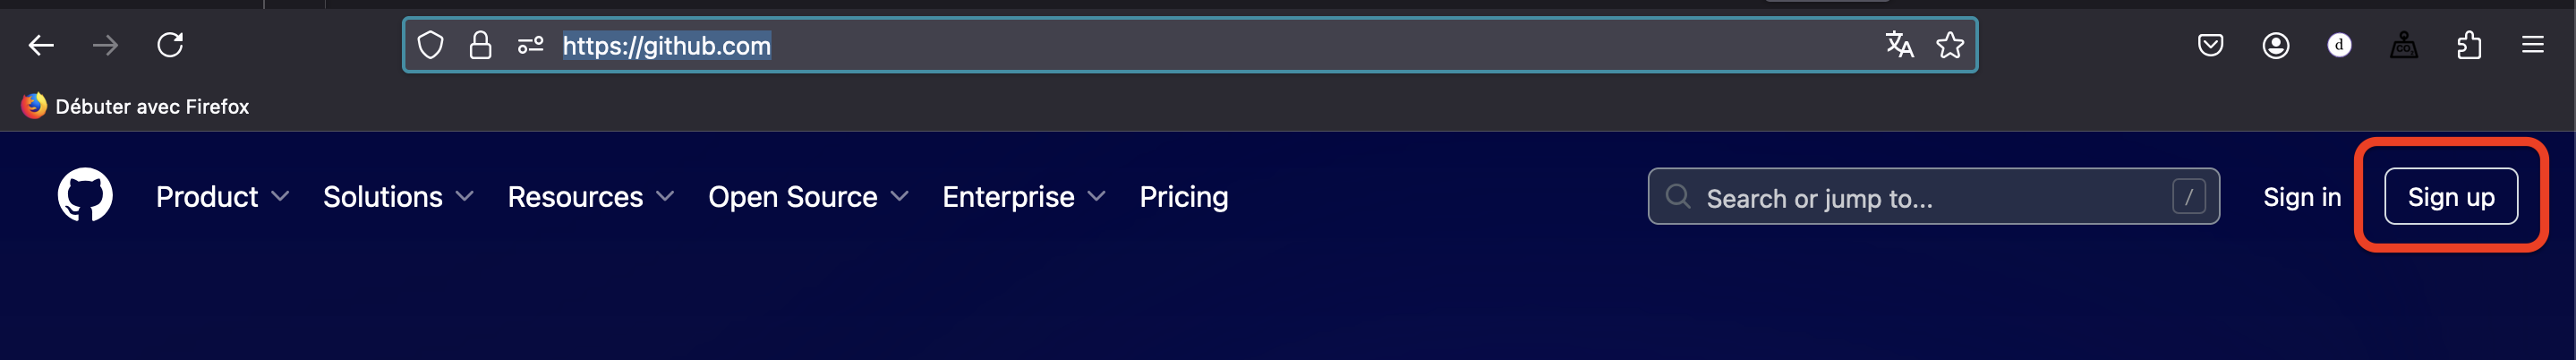 https://github.com
d
CO₂
Débuter avec Firefox
Product Solutions Resources Open Source Enterprise Pricing Search or jump to... / Sign in Sign up